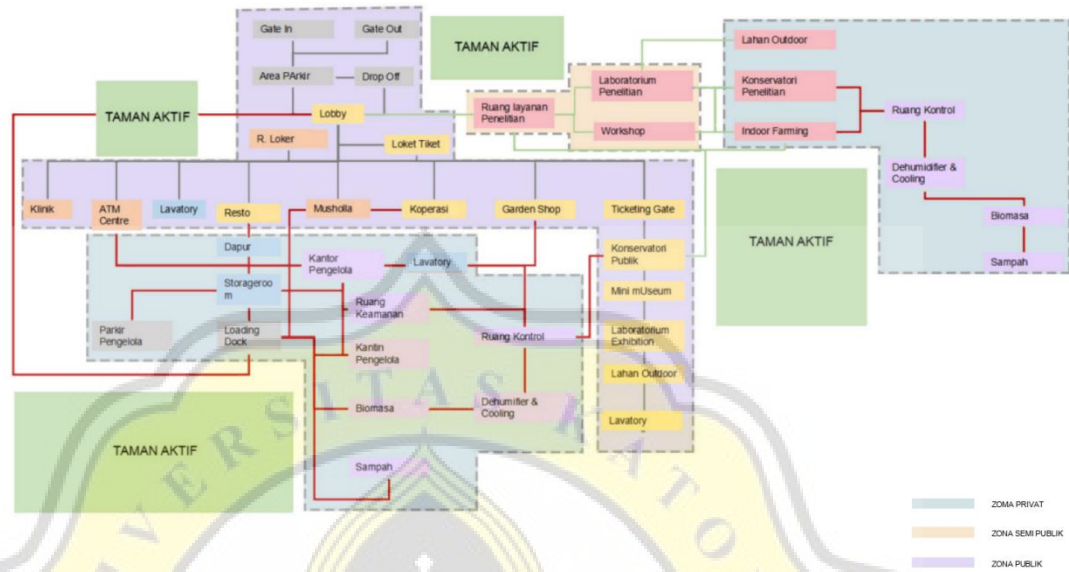 Gate In
Gate Out
TAMAN AKTIF
Lahan Outdoor
Area PArkir
Drop Off
Laboratorium
Penelitian
Konservatori
Penelitian
TAMAN AKTIF
Lobby
Ruang layanan
Penelitian
Ruang Kontrol
Workshop
Indoor Farming
R. Loker
Loket Tiket
Dehumidifier &
Cooling
Klinik
ATM
Centre
Lavatory
Resto
Musholla
Koperasi
Garden Shop
Ticketing Gate
Biomasa
TAMAN AKTIF
Dapur
Kantor
Pengelola
Lavatory
Konservatori
Publik
Sampah
Storageroo
m
Mini mUseum
Ruang
Keamanan
Parkir
Pengelola
Loading
Dock
Ruang Kontrol
Laboratorium
Exhibition
Kantin
Pengelola
Lahan Outdoor
Biomasa
Dehumifier &
Cooling
Lavatory
TAMAN AKTIF
Sampah
VERSITAS KATO
ZOMA PRIVAT
ZONA SEMI PUBLIK
ZONA PUBLIK